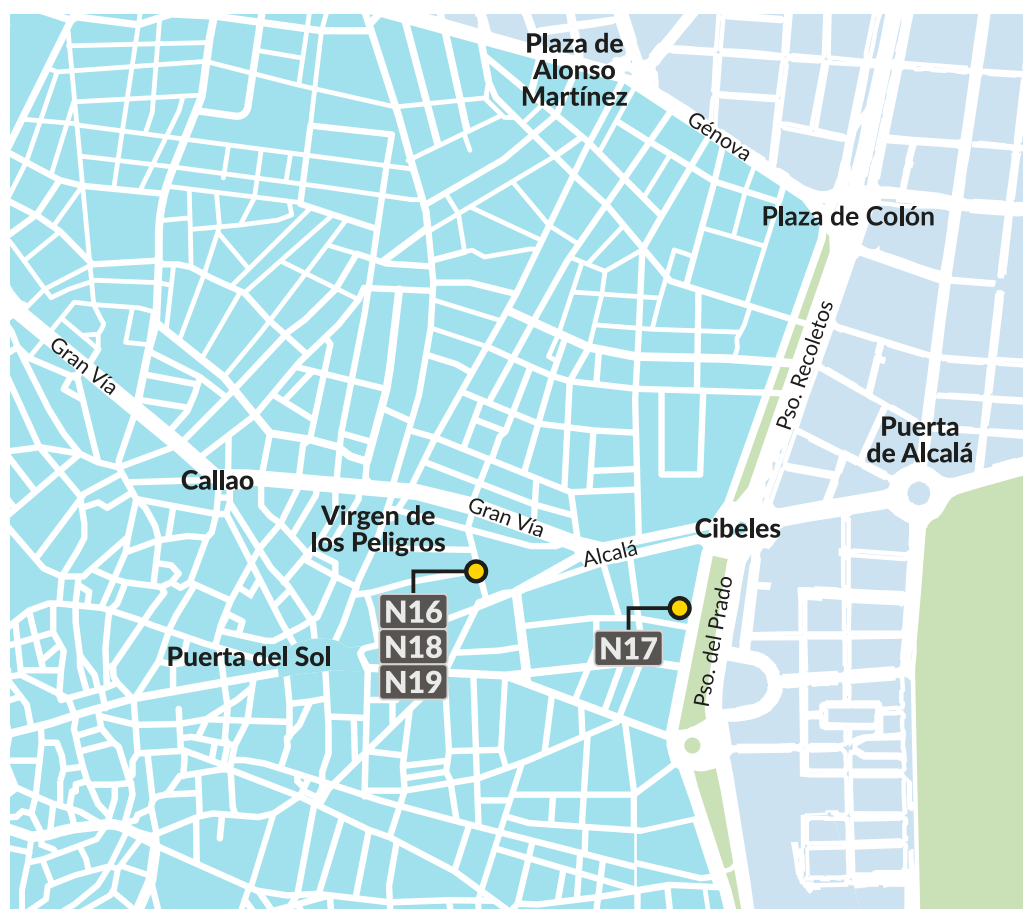 Plaza de
Alonso
Martínez
Génova
Plaza de Colón
Gran Vía
Pso. Recoletos
Puerta
de Alcalá
Callao
Virgen de
los Peligros
Gran Vía
Alcalá
Cibeles
N16
N18
N19
N17
Pso. del Prado
Puerta del Sol